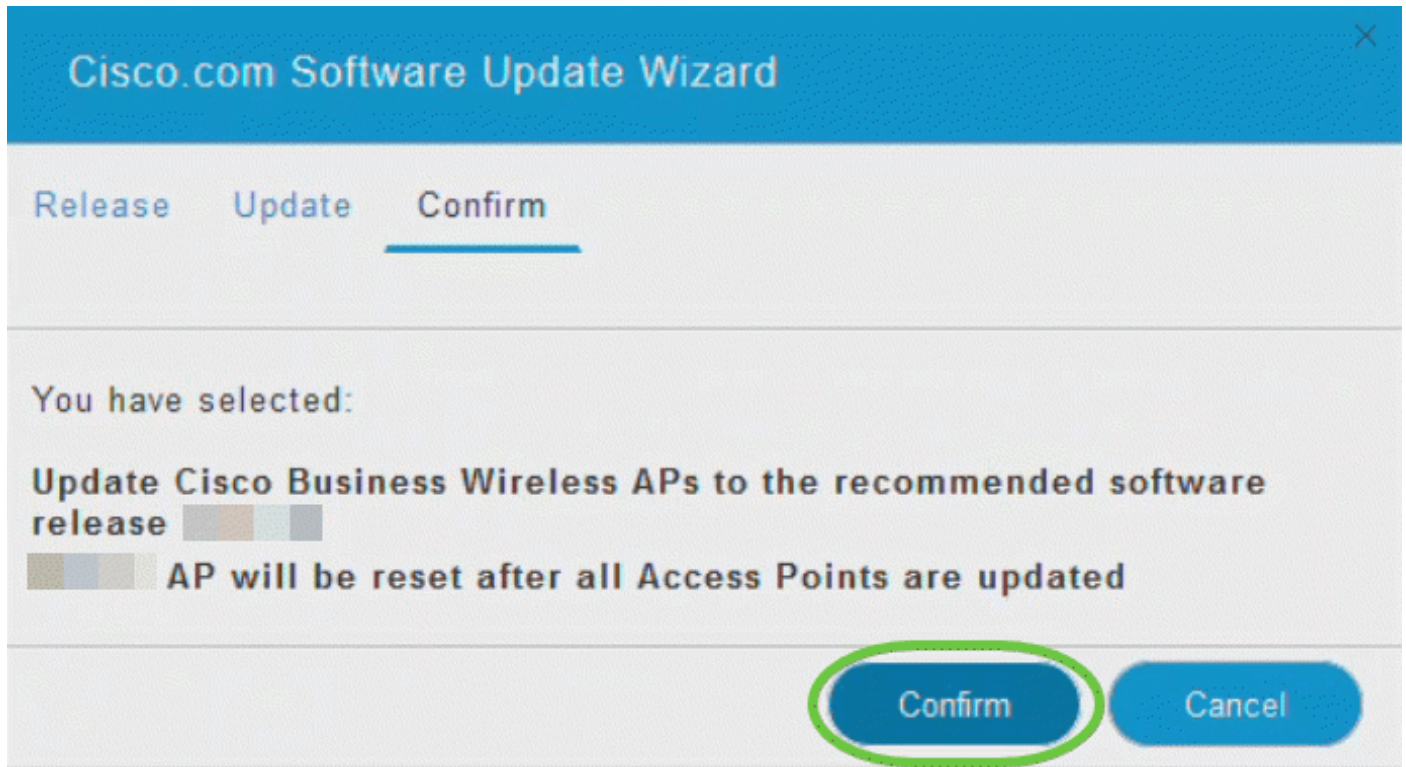 Cisco.com Software Update Wizard
Release Update Confirm
You have selected:
Update Cisco Business Wireless APs to the recommended software
release
AP will be reset after all Access Points are updated
Confirm Cancel